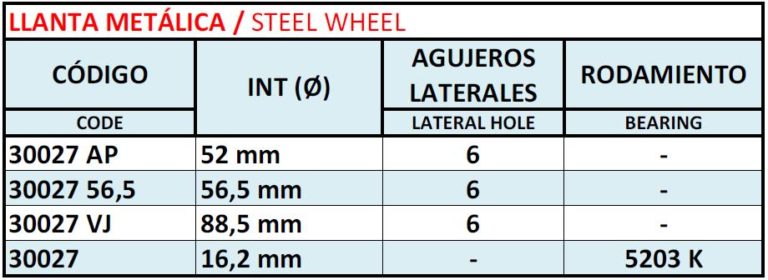 LLANTA METÁLICA / STEEL WHEEL
CÓDIGO INT (Ø) AGUJEROS LATERALES RODAMIENTO
CODE LATERAL HOLE BEARING
30027 AP 52 mm 6 -
30027 56,5 56,5 mm 6 -
30027 VJ 88,5 mm 6 -
30027 16,2 mm - 5203 K